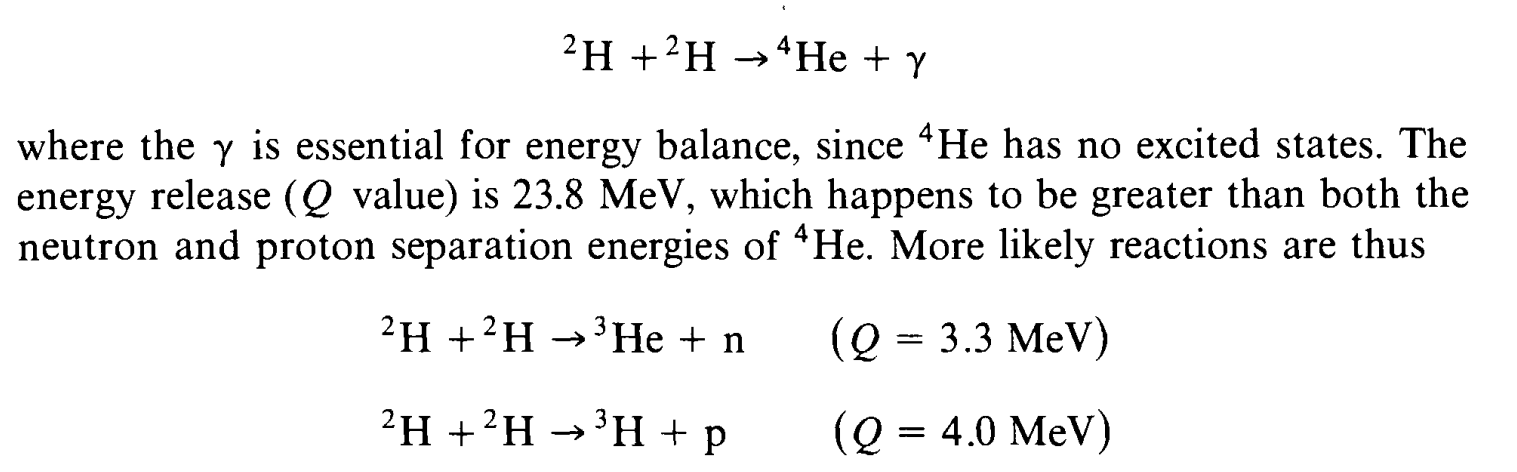 ²H + ²H → ⁴He + γ
where the γ is essential for energy balance, since ⁴He has no excited states. The
energy release (Q value) is 23.8 MeV, which happens to be greater than both the
neutron and proton separation energies of ⁴He. More likely reactions are thus
²H + ²H → ³He + n (Q = 3.3 MeV)
²H + ²H → ³H + p (Q = 4.0 MeV)